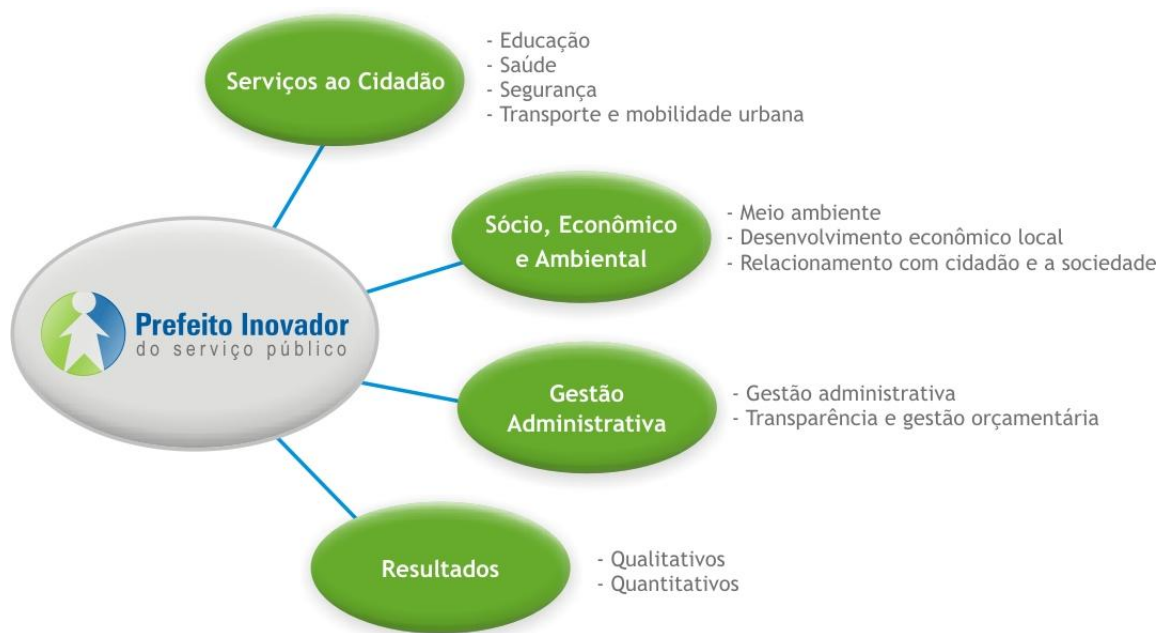 Serviços ao Cidadão
- Educação
- Saúde
- Segurança
- Transporte e mobilidade urbana
Sócio, Econômico
e Ambiental
- Meio ambiente
- Desenvolvimento econômico local
- Relacionamento com cidadão e a sociedade
Prefeito Inovador
do serviço público
Gestão
Administrativa
- Gestão administrativa
- Transparência e gestão orçamentária
Resultados
- Qualitativos
- Quantitativos